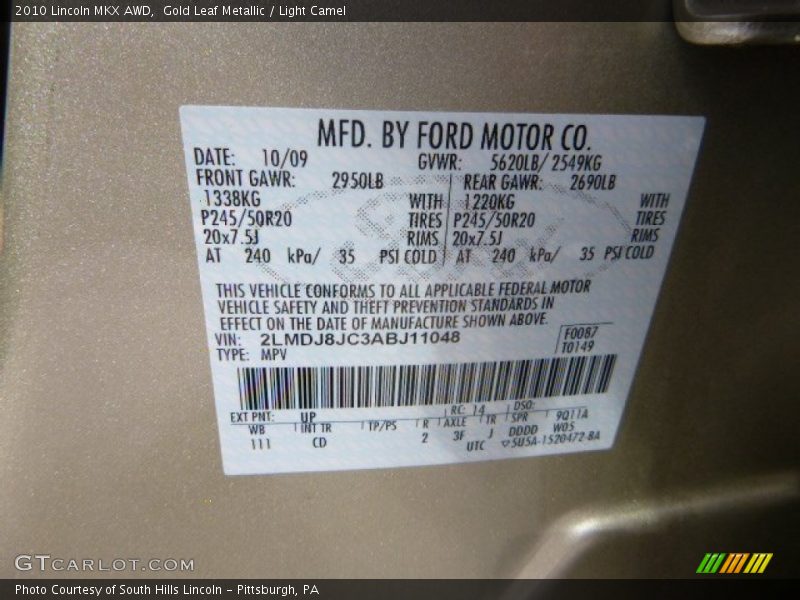 2010 Lincoln MKX AWD,  Gold Leaf Metallic / Light Camel
MFD. BY FORD MOTOR CO.
DATE: 10/09 GVWR: 5620LB/ 2549KG
FRONT GAWR: 2950LB REAR GAWR: 2690LB
1338KG WITH 1220KG WITH
P245/50R20 TIRES P245/50R20 TIRES
20x7.5J RIMS 20x7.5J RIMS
AT 240 kPa/ 35 PSI COLD AT 240 kPa/ 35 PSI COLD
THIS VEHICLE CONFORMS TO ALL APPLICABLE FEDERAL MOTOR
VEHICLE SAFETY AND THEFT PREVENTION STANDARDS IN
EFFECT ON THE DATE OF MANUFACTURE SHOWN ABOVE.
VIN: 2LMDJ8JC3ABJ11048 F0087
TYPE: MPV T0149
EXT PNT: UP RC: 14 DSO:
WB INT TR TP/PS R AXLE TR SPR 9Q11A
111 CD 2 3F J DDDD W05
UTC 5U5A-1520472-BA
GTCARLOT.COM
Photo Courtesy of South Hills Lincoln – Pittsburgh, PA